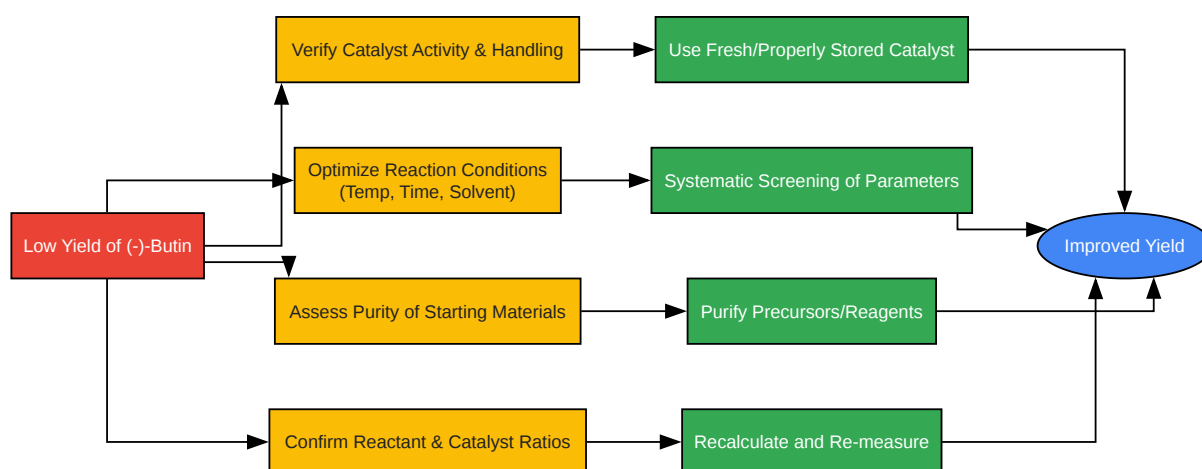 Verify Catalyst Activity & Handling
Use Fresh/Properly Stored Catalyst
Optimize Reaction Conditions
(Temp, Time, Solvent)
Systematic Screening of Parameters
Low Yield of (-)-Butin
Improved Yield
Assess Purity of Starting Materials
Purify Precursors/Reagents
Confirm Reactant & Catalyst Ratios
Recalculate and Re-measure